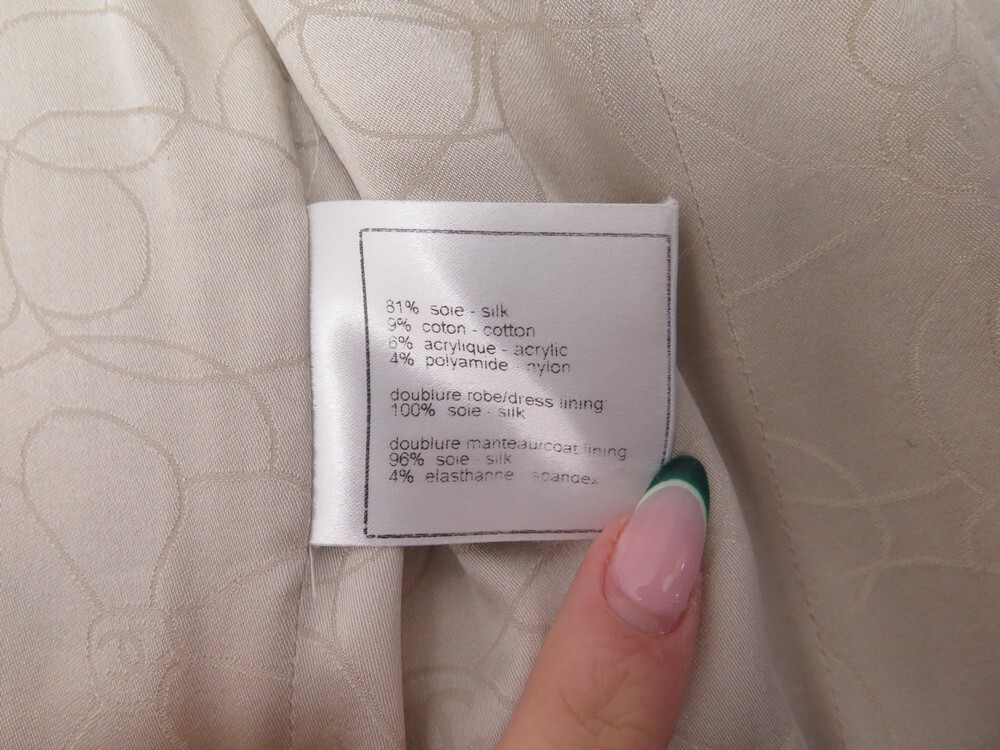 81% soie - silk
9% coton - cotton
6% acrylique - acrylic
4% polyamide - nylon
doublure robe/dress lining
100% soie - silk
doublure manteau/coat lining
96% soie - silk
4% elasthanne - spandex